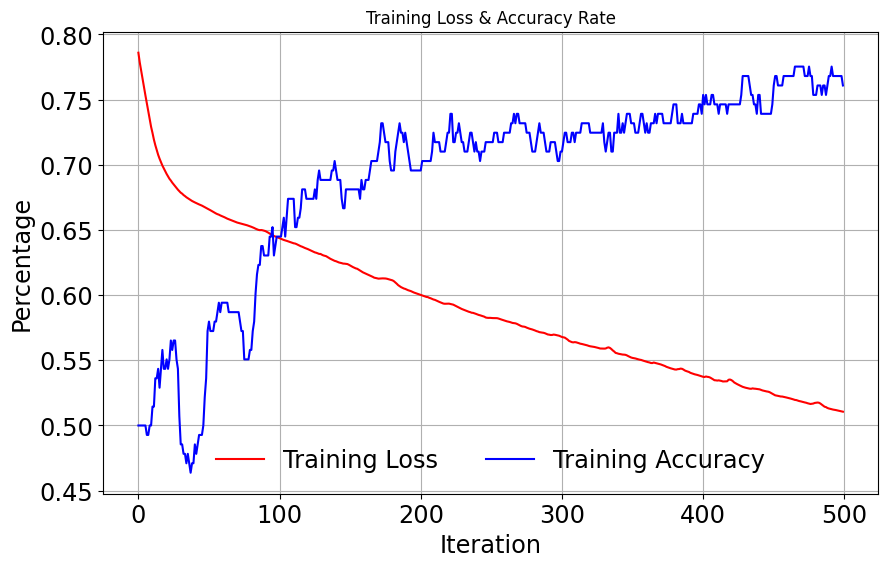 Training Loss & Accuracy Rate
0.80
0.75
0.70
0.65
0.60
0.55
0.50
0.45
Percentage
Training Loss
Training Accuracy
0 100 200 300 400 500
Iteration